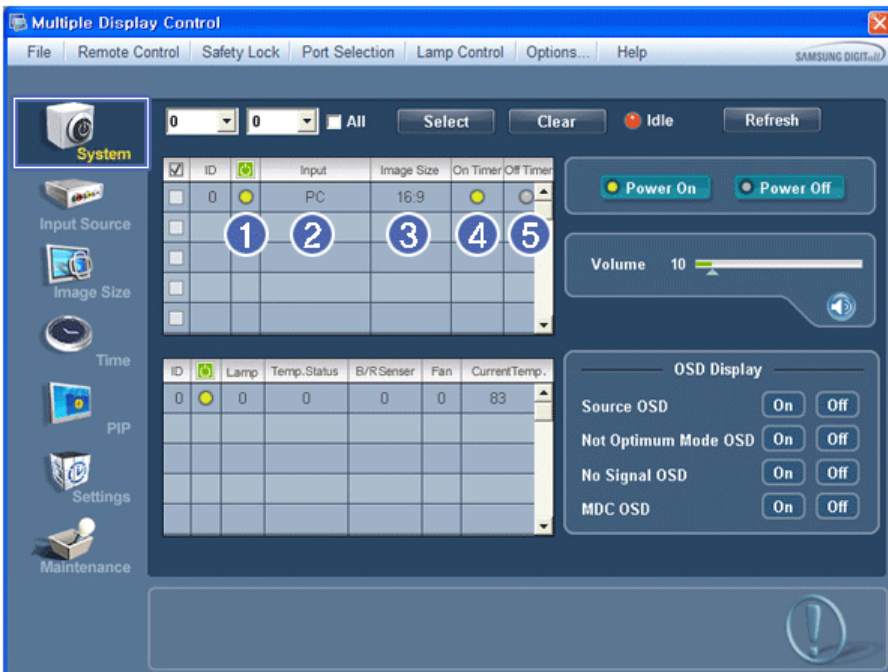 Multiple Display Control
File Remote Control Safety Lock Port Selection Lamp Control Options... Help SAMSUNG DIGITall
System
Input Source
Image Size
Time
PIP
Settings
Maintenance
0 0 All Select Clear Idle Refresh
ID Input Image Size On Timer Off Timer
0 PC 16:9
1 2 3 4 5
ID Lamp Temp.Status B/RSenser Fan CurrentTemp.
0 0 0 0 0 83
Power On Power Off
Volume 10
OSD Display
Source OSD On Off
Not Optimum Mode OSD On Off
No Signal OSD On Off
MDC OSD On Off